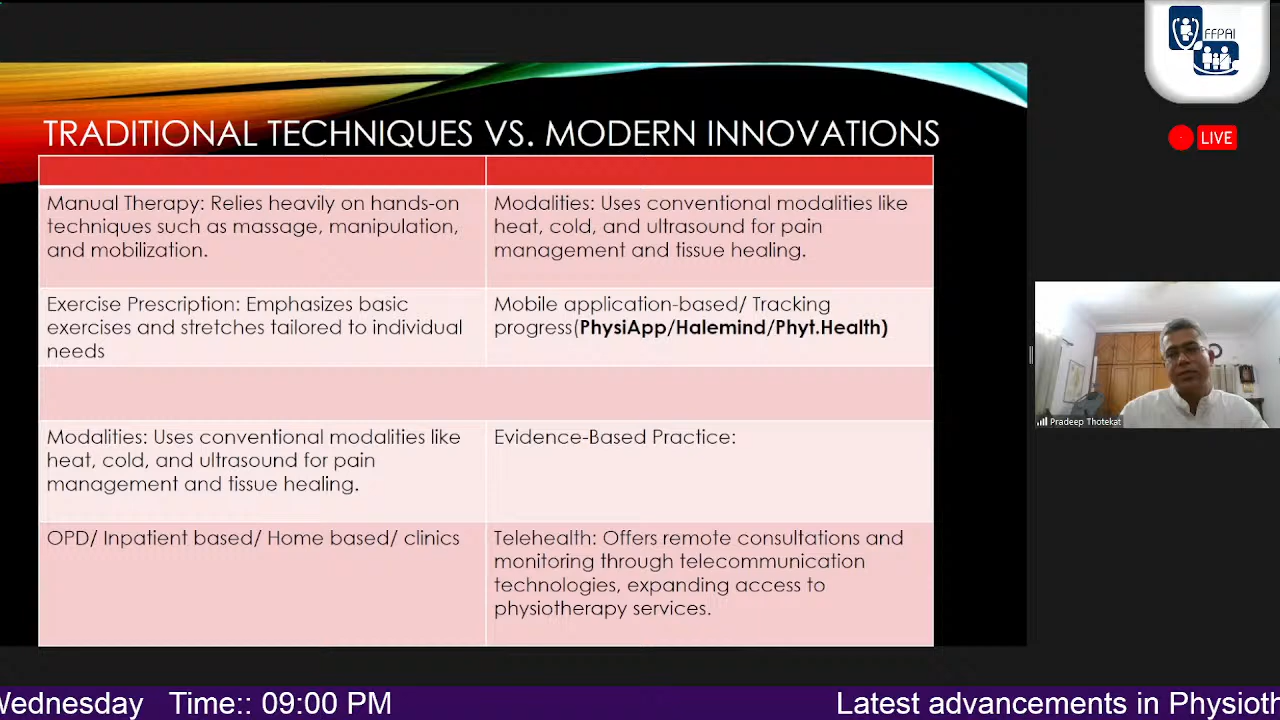 FFPAI
LIVE
TRADITIONAL TECHNIQUES VS. MODERN INNOVATIONS
Manual Therapy: Relies heavily on hands-on
techniques such as massage, manipulation,
and mobilization.
Modalities: Uses conventional modalities like
heat, cold, and ultrasound for pain
management and tissue healing.
Exercise Prescription: Emphasizes basic
exercises and stretches tailored to individual
needs
Mobile application-based/ Tracking
progress(PhysiApp/Halemind/Phyt.Health)
Modalities: Uses conventional modalities like
heat, cold, and ultrasound for pain
management and tissue healing.
Evidence-Based Practice:
OPD/ Inpatient based/ Home based/ clinics
Telehealth: Offers remote consultations and
monitoring through telecommunication
technologies, expanding access to
physiotherapy services.
Pradeep Thotekat
Wednesday Time:: 09:00 PM
Latest advancements in Physioth